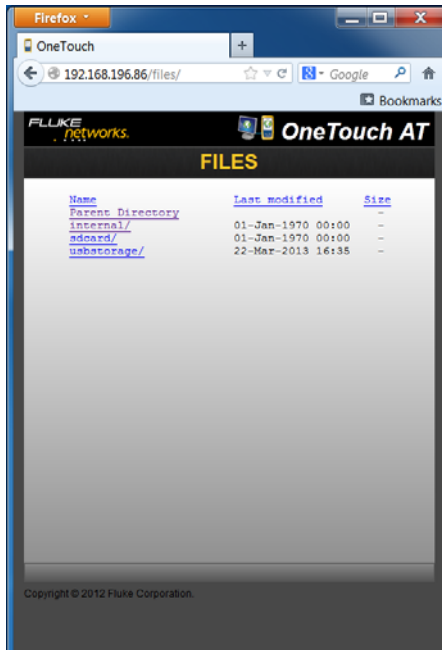 Firefox
OneTouch
+
192.168.196.86/files/
Google
Bookmarks
FLUKE
networks.
OneTouch AT
FILES
Name Last modified Size
Parent Directory -
internal/ 01-Jan-1970 00:00 -
sdcard/ 01-Jan-1970 00:00 -
usbstorage/ 22-Mar-2013 16:35 -
Copyright © 2012 Fluke Corporation.